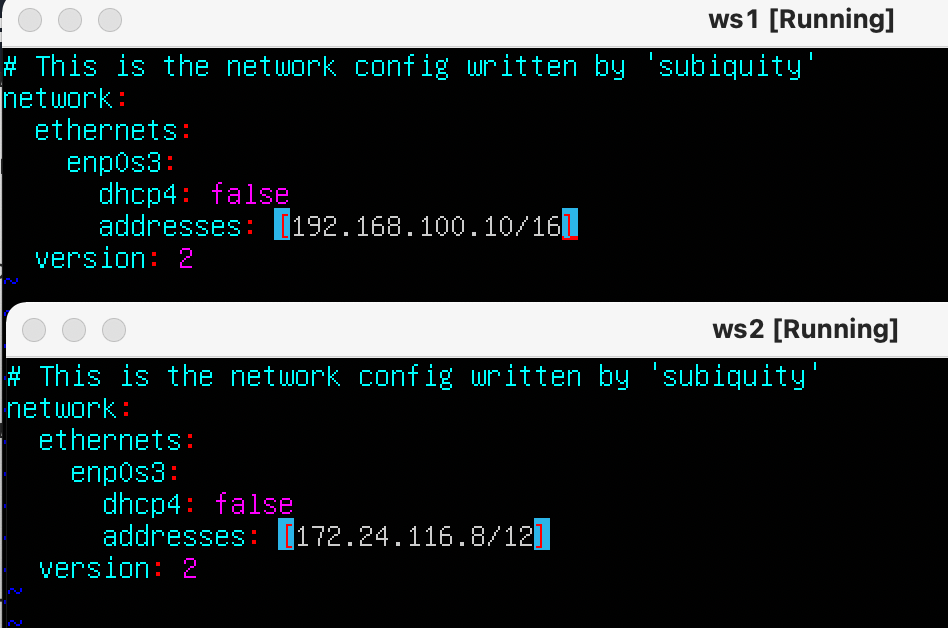 ws1 [Running]
# This is the network config written by 'subiquity'
network:
  ethernets:
    enp0s3:
      dhcp4: false
      addresses: [192.168.100.10/16]
  version: 2
~
ws2 [Running]
# This is the network config written by 'subiquity'
network:
  ethernets:
    enp0s3:
      dhcp4: false
      addresses: [172.24.116.8/12]
  version: 2
~
~